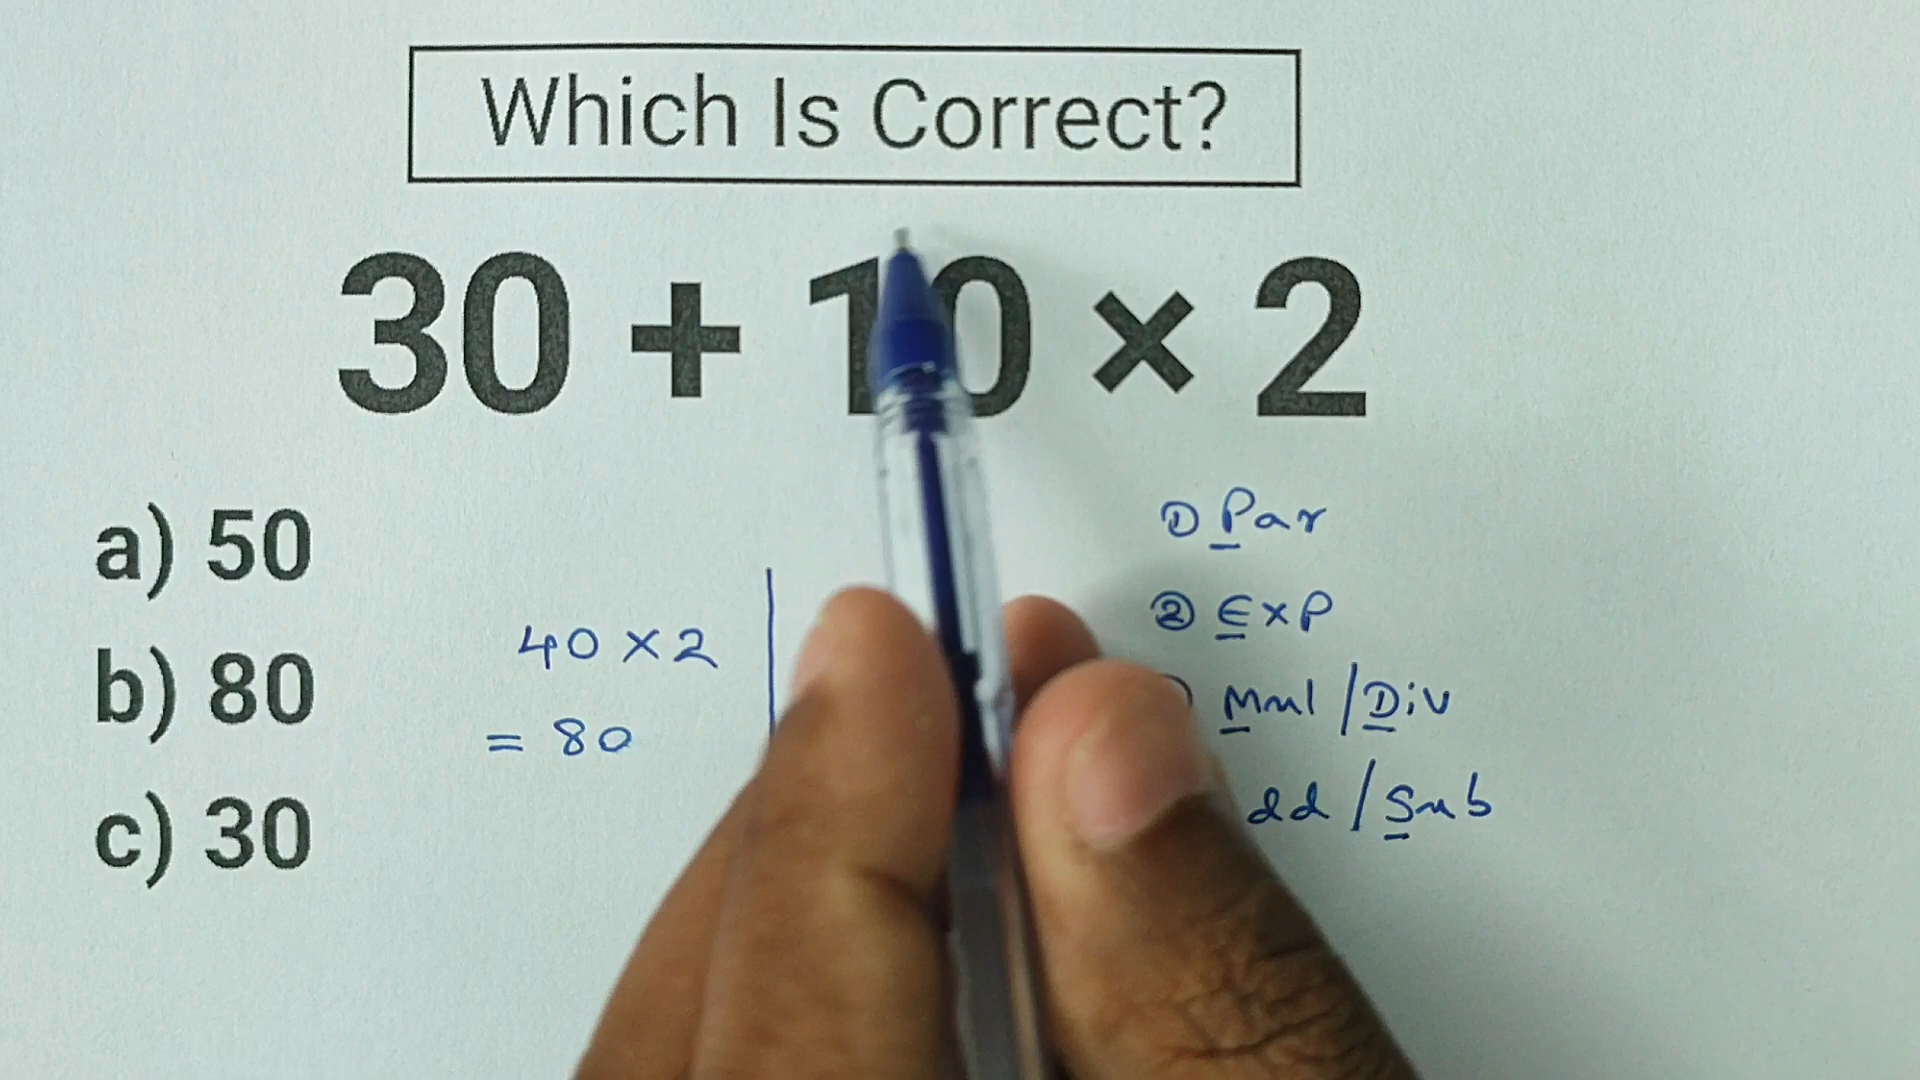 Which Is Correct?
30 + 10 × 2
a) 50
b) 80
c) 30
40 × 2
= 80
① Par
② Exp
Mul / Div
dd / Sub